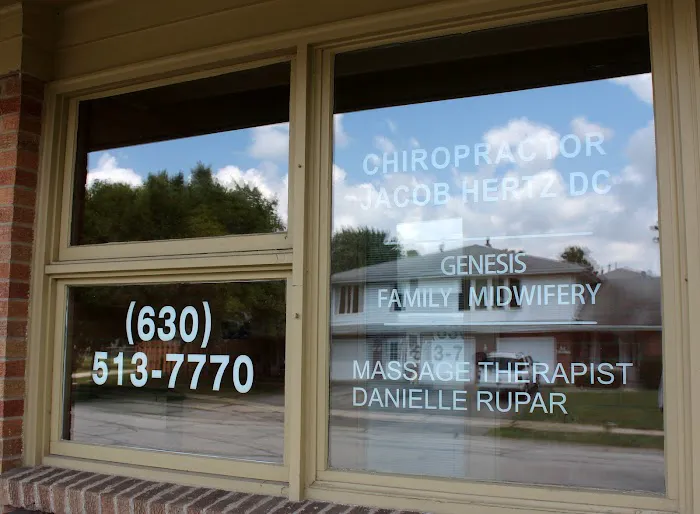 (630)
513-7770
CHIROPRACTOR
JACOB HERTZ DC
GENESIS
FAMILY MIDWIFERY
MASSAGE THERAPIST
DANIELLE RUPAR